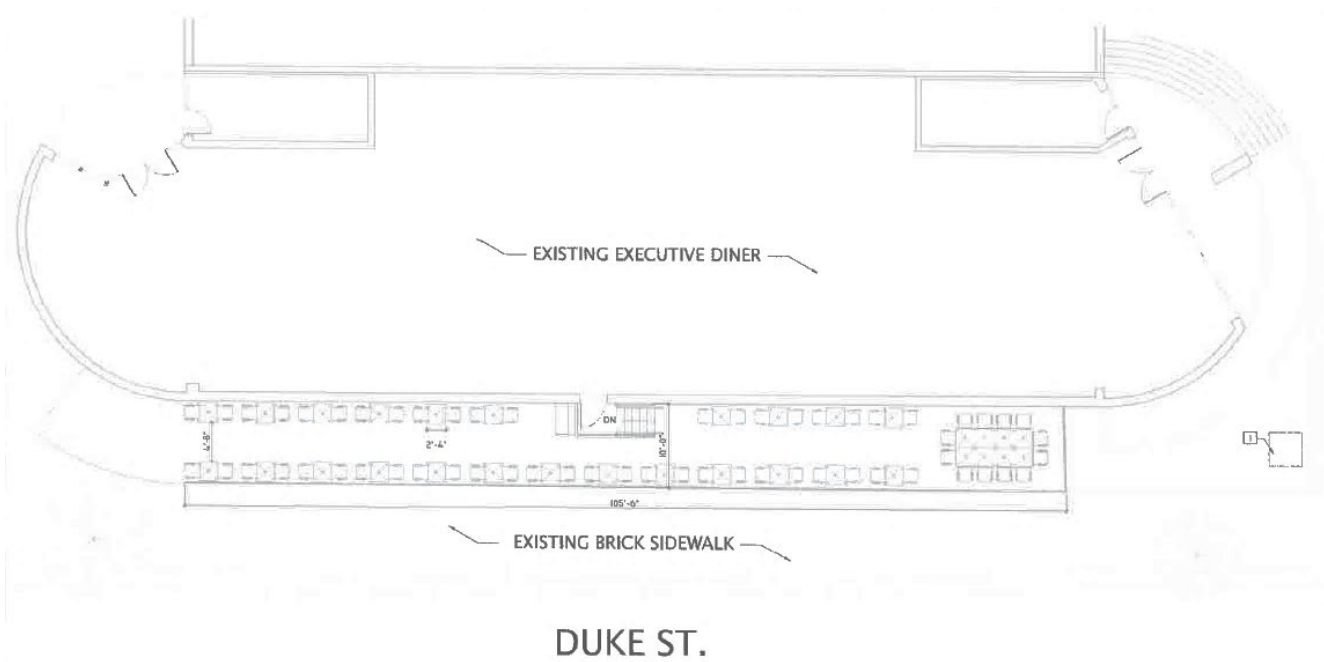 EXISTING EXECUTIVE DINER
DN
4'-8"
2'-4"
10'-0"
1
105'-6"
EXISTING BRICK SIDEWALK
DUKE ST.